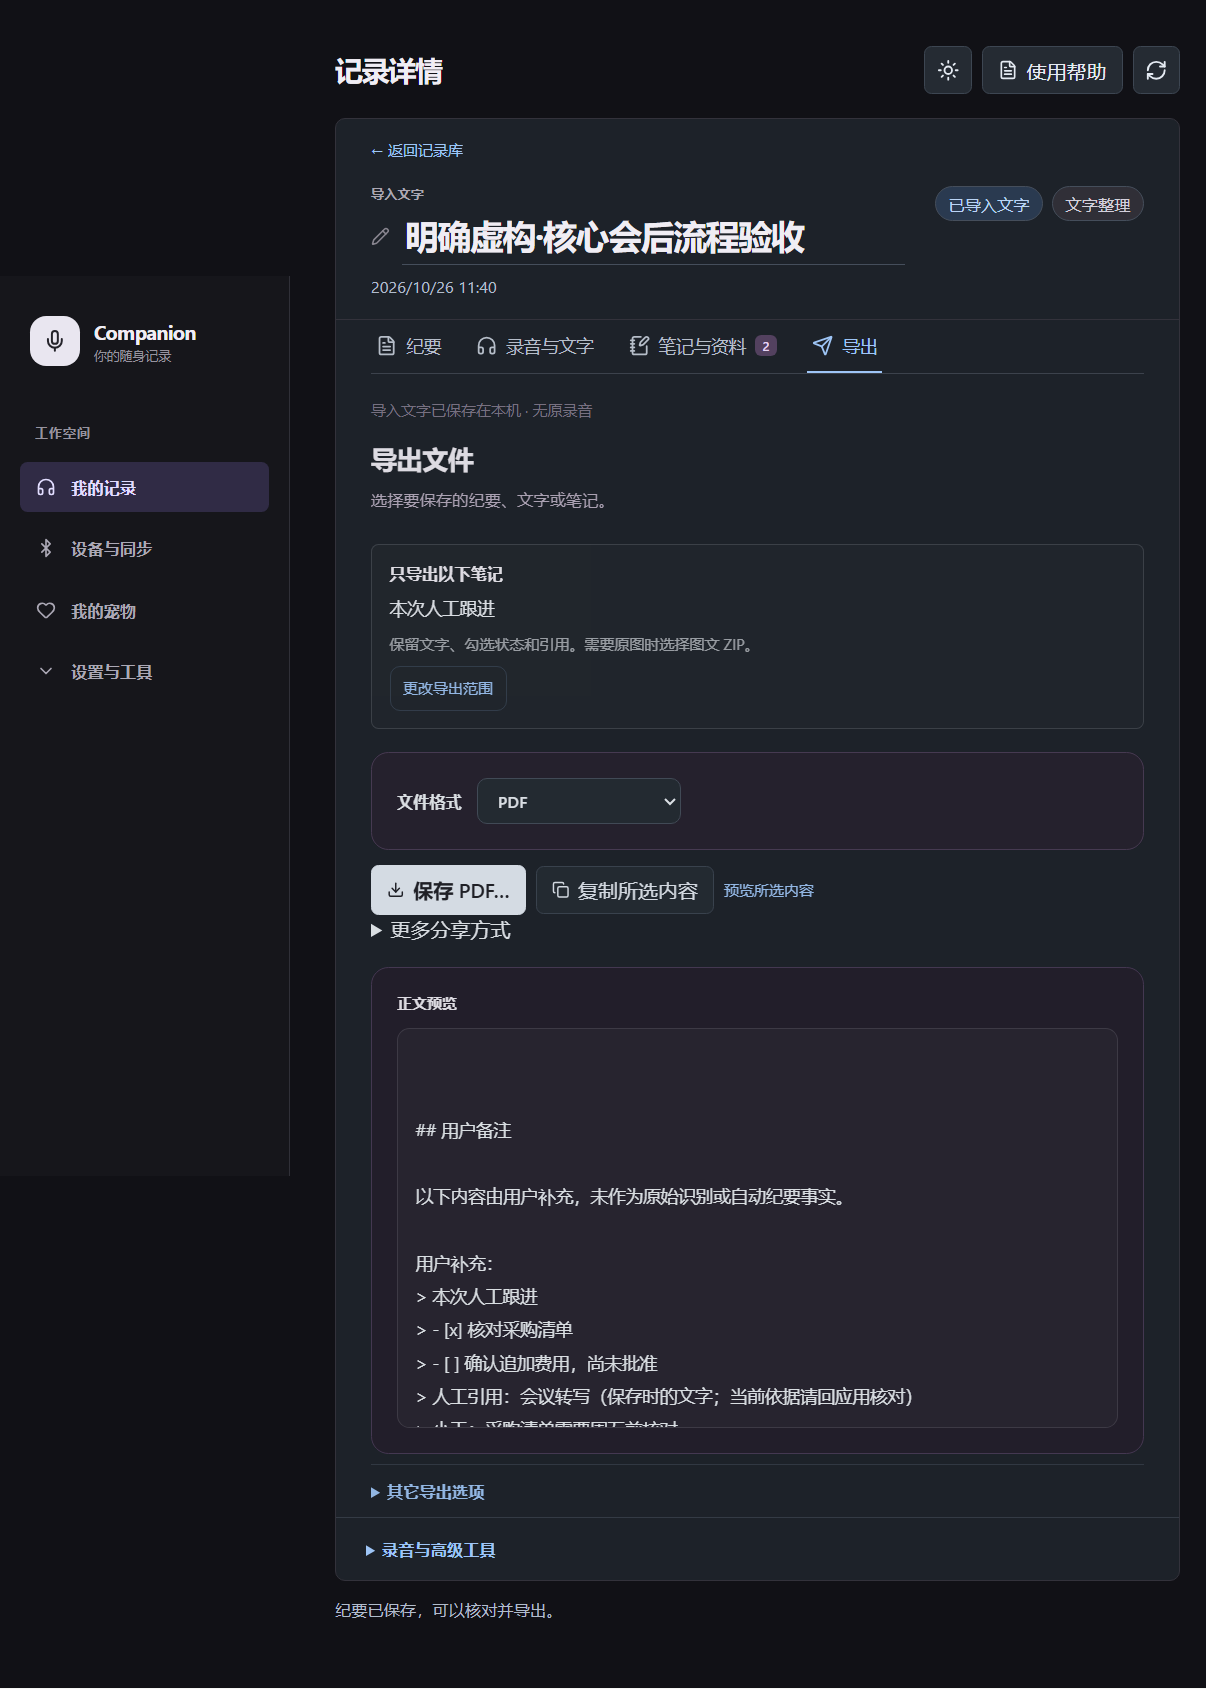 记录详情
使用帮助
Companion
你的随身记录
工作空间
我的记录
设备与同步
我的宠物
设置与工具
← 返回记录库
导入文字
已导入文字
文字整理
明确虚构·核心会后流程验收
2026/10/26 11:40
纪要
录音与文字
笔记与资料 2
导出
导入文字已保存在本机 · 无原录音
导出文件
选择要保存的纪要、文字或笔记。
只导出以下笔记
本次人工跟进
保留文字、勾选状态和引用。需要原图时选择图文 ZIP。
更改导出范围
文件格式
PDF
保存 PDF...
复制所选内容
预览所选内容
更多分享方式
正文预览
## 用户备注
以下内容由用户补充，未作为原始识别或自动纪要事实。
用户补充：
> 本次人工跟进
> - [x] 核对采购清单
> - [ ] 确认追加费用，尚未批准
> 人工引用：会议转写（保存时的文字；当前依据请回应用核对）
其它导出选项
录音与高级工具
纪要已保存，可以核对并导出。